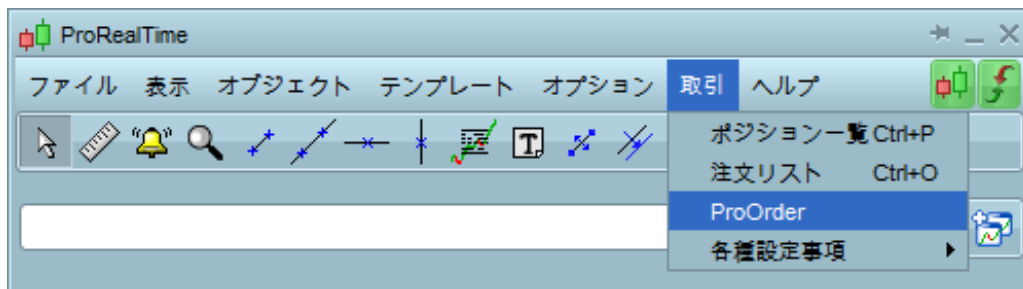 ProRealTime
ファイル 表示 オブジェクト テンプレート オプション 取引 ヘルプ
T
ポジション一覧 Ctrl+P
注文リスト Ctrl+O
ProOrder
各種設定事項